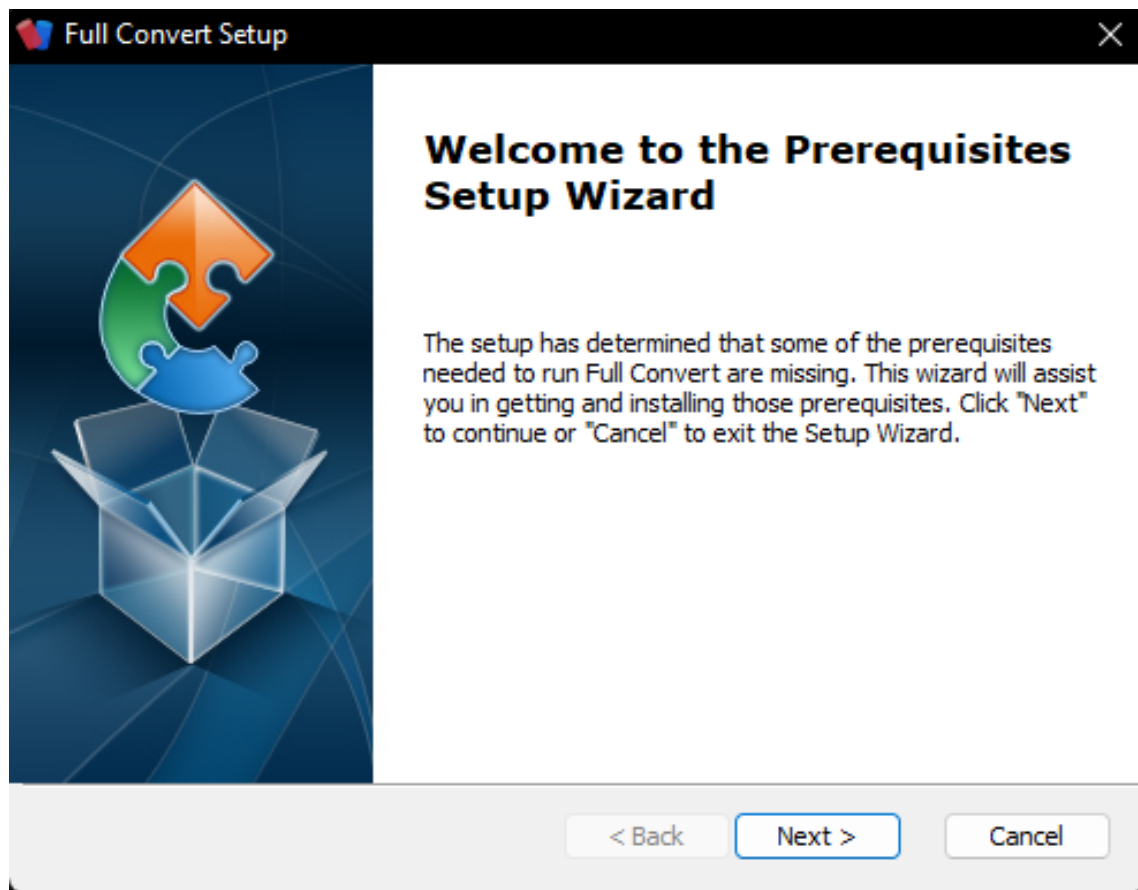 Full Convert Setup
Welcome to the Prerequisites
Setup Wizard
The setup has determined that some of the prerequisites
needed to run Full Convert are missing. This wizard will assist
you in getting and installing those prerequisites. Click "Next"
to continue or "Cancel" to exit the Setup Wizard.
< Back Next > Cancel